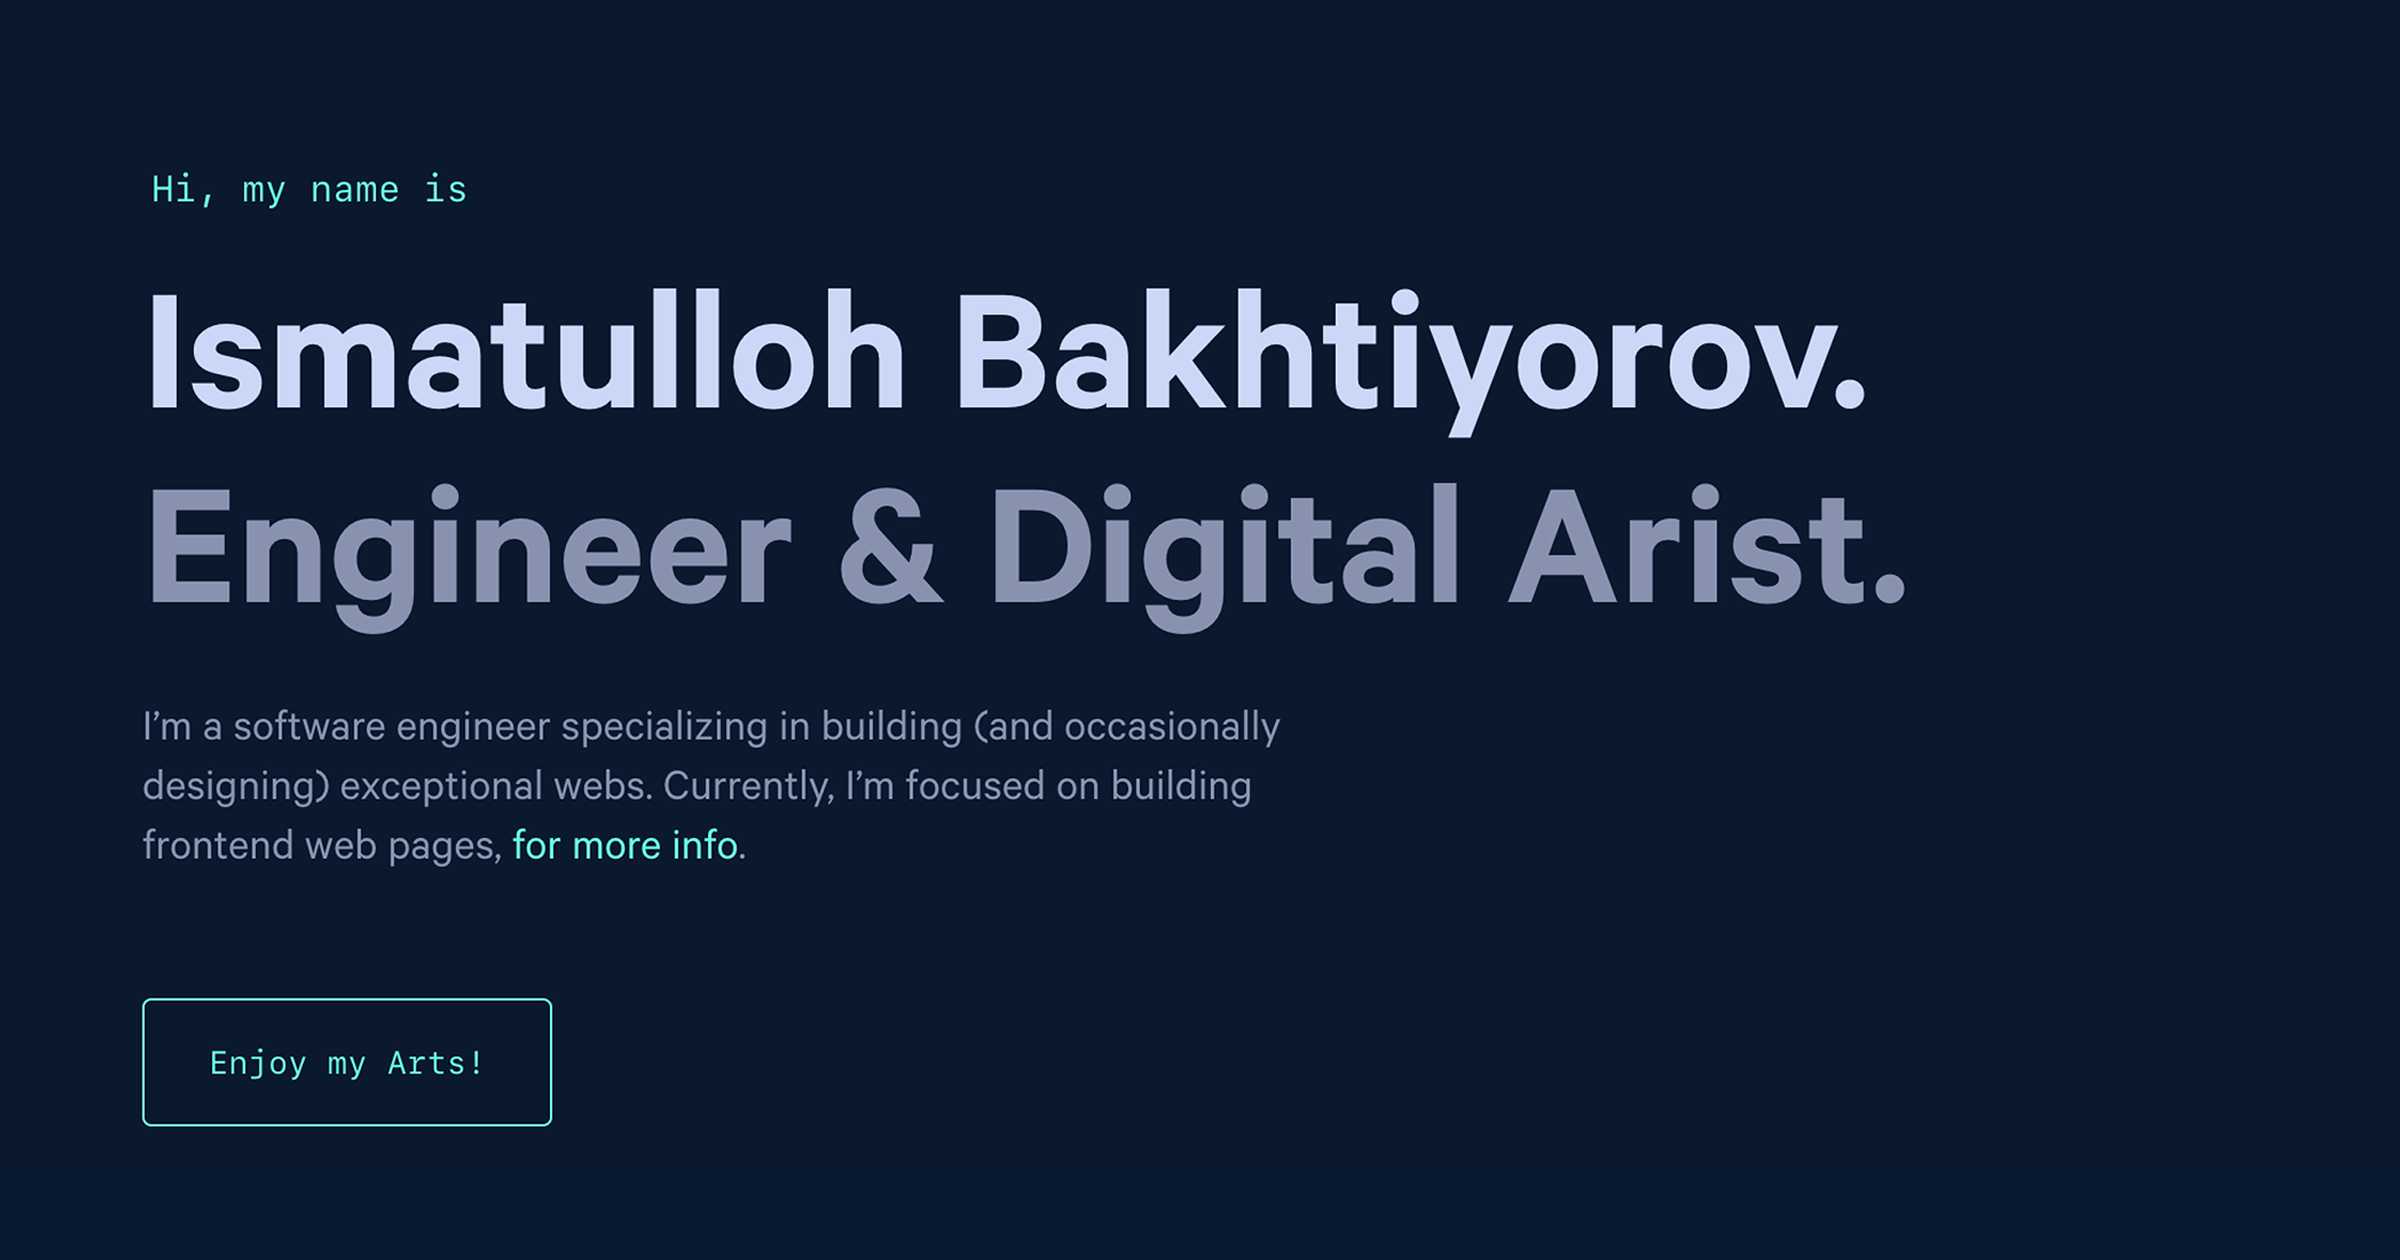 Hi, my name is
Ismatulloh Bakhtiyorov.
Engineer & Digital Arist.
I’m a software engineer specializing in building (and occasionally
designing) exceptional webs. Currently, I’m focused on building
frontend web pages, for more info.
Enjoy my Arts!